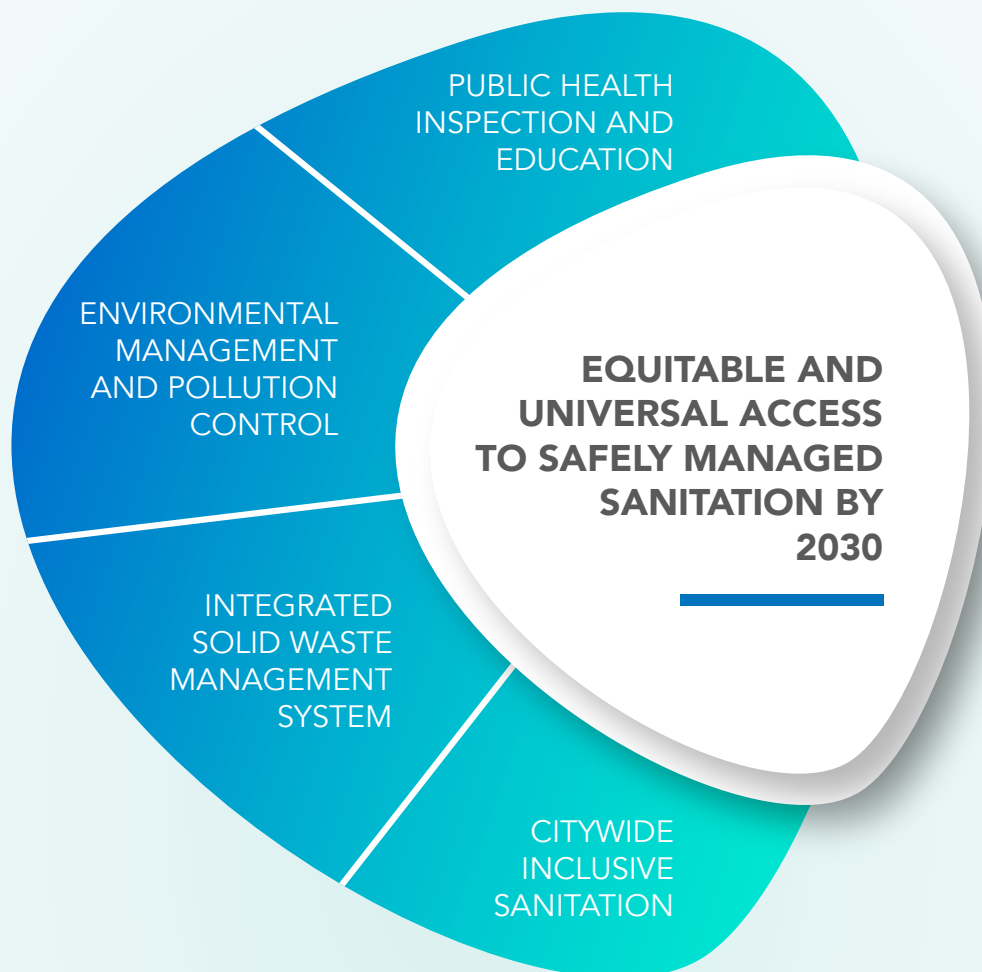 PUBLIC HEALTH
INSPECTION AND
EDUCATION
ENVIRONMENTAL
MANAGEMENT
AND POLLUTION
CONTROL
EQUITABLE AND
UNIVERSAL ACCESS
TO SAFELY MANAGED
SANITATION BY
2030
INTEGRATED
SOLID WASTE
MANAGEMENT
SYSTEM
CITYWIDE
INCLUSIVE
SANITATION